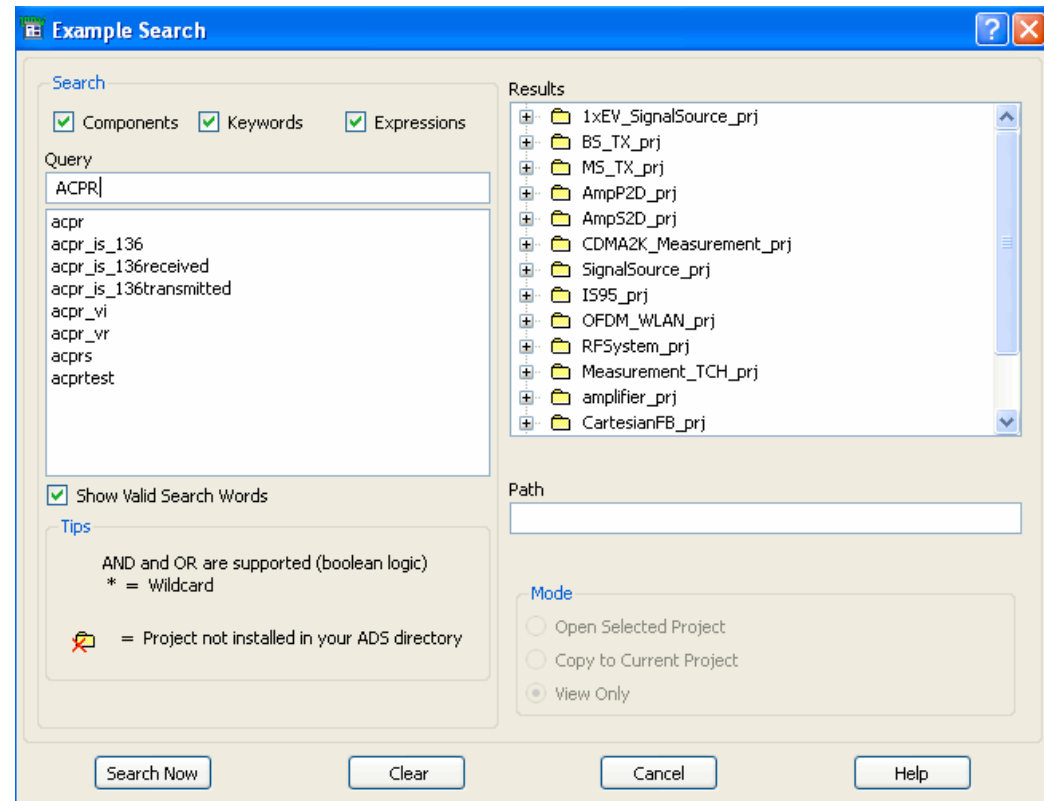 Example Search
Search
Components
Keywords
Expressions
Query
ACPR
acpr
acpr_is_136
acpr_is_136received
acpr_is_136transmitted
acpr_vi
acpr_vr
acprs
acprtest
Show Valid Search Words
Tips
AND and OR are supported (boolean logic)
* = Wildcard
= Project not installed in your ADS directory
Results
1xEV_SignalSource_prj
BS_TX_prj
MS_TX_prj
AmpP2D_prj
AmpS2D_prj
CDMA2K_Measurement_prj
SignalSource_prj
IS95_prj
OFDM_WLAN_prj
RFSystem_prj
Measurement_TCH_prj
amplifier_prj
CartesianFB_prj
Path
Mode
Open Selected Project
Copy to Current Project
View Only
Search Now
Clear
Cancel
Help